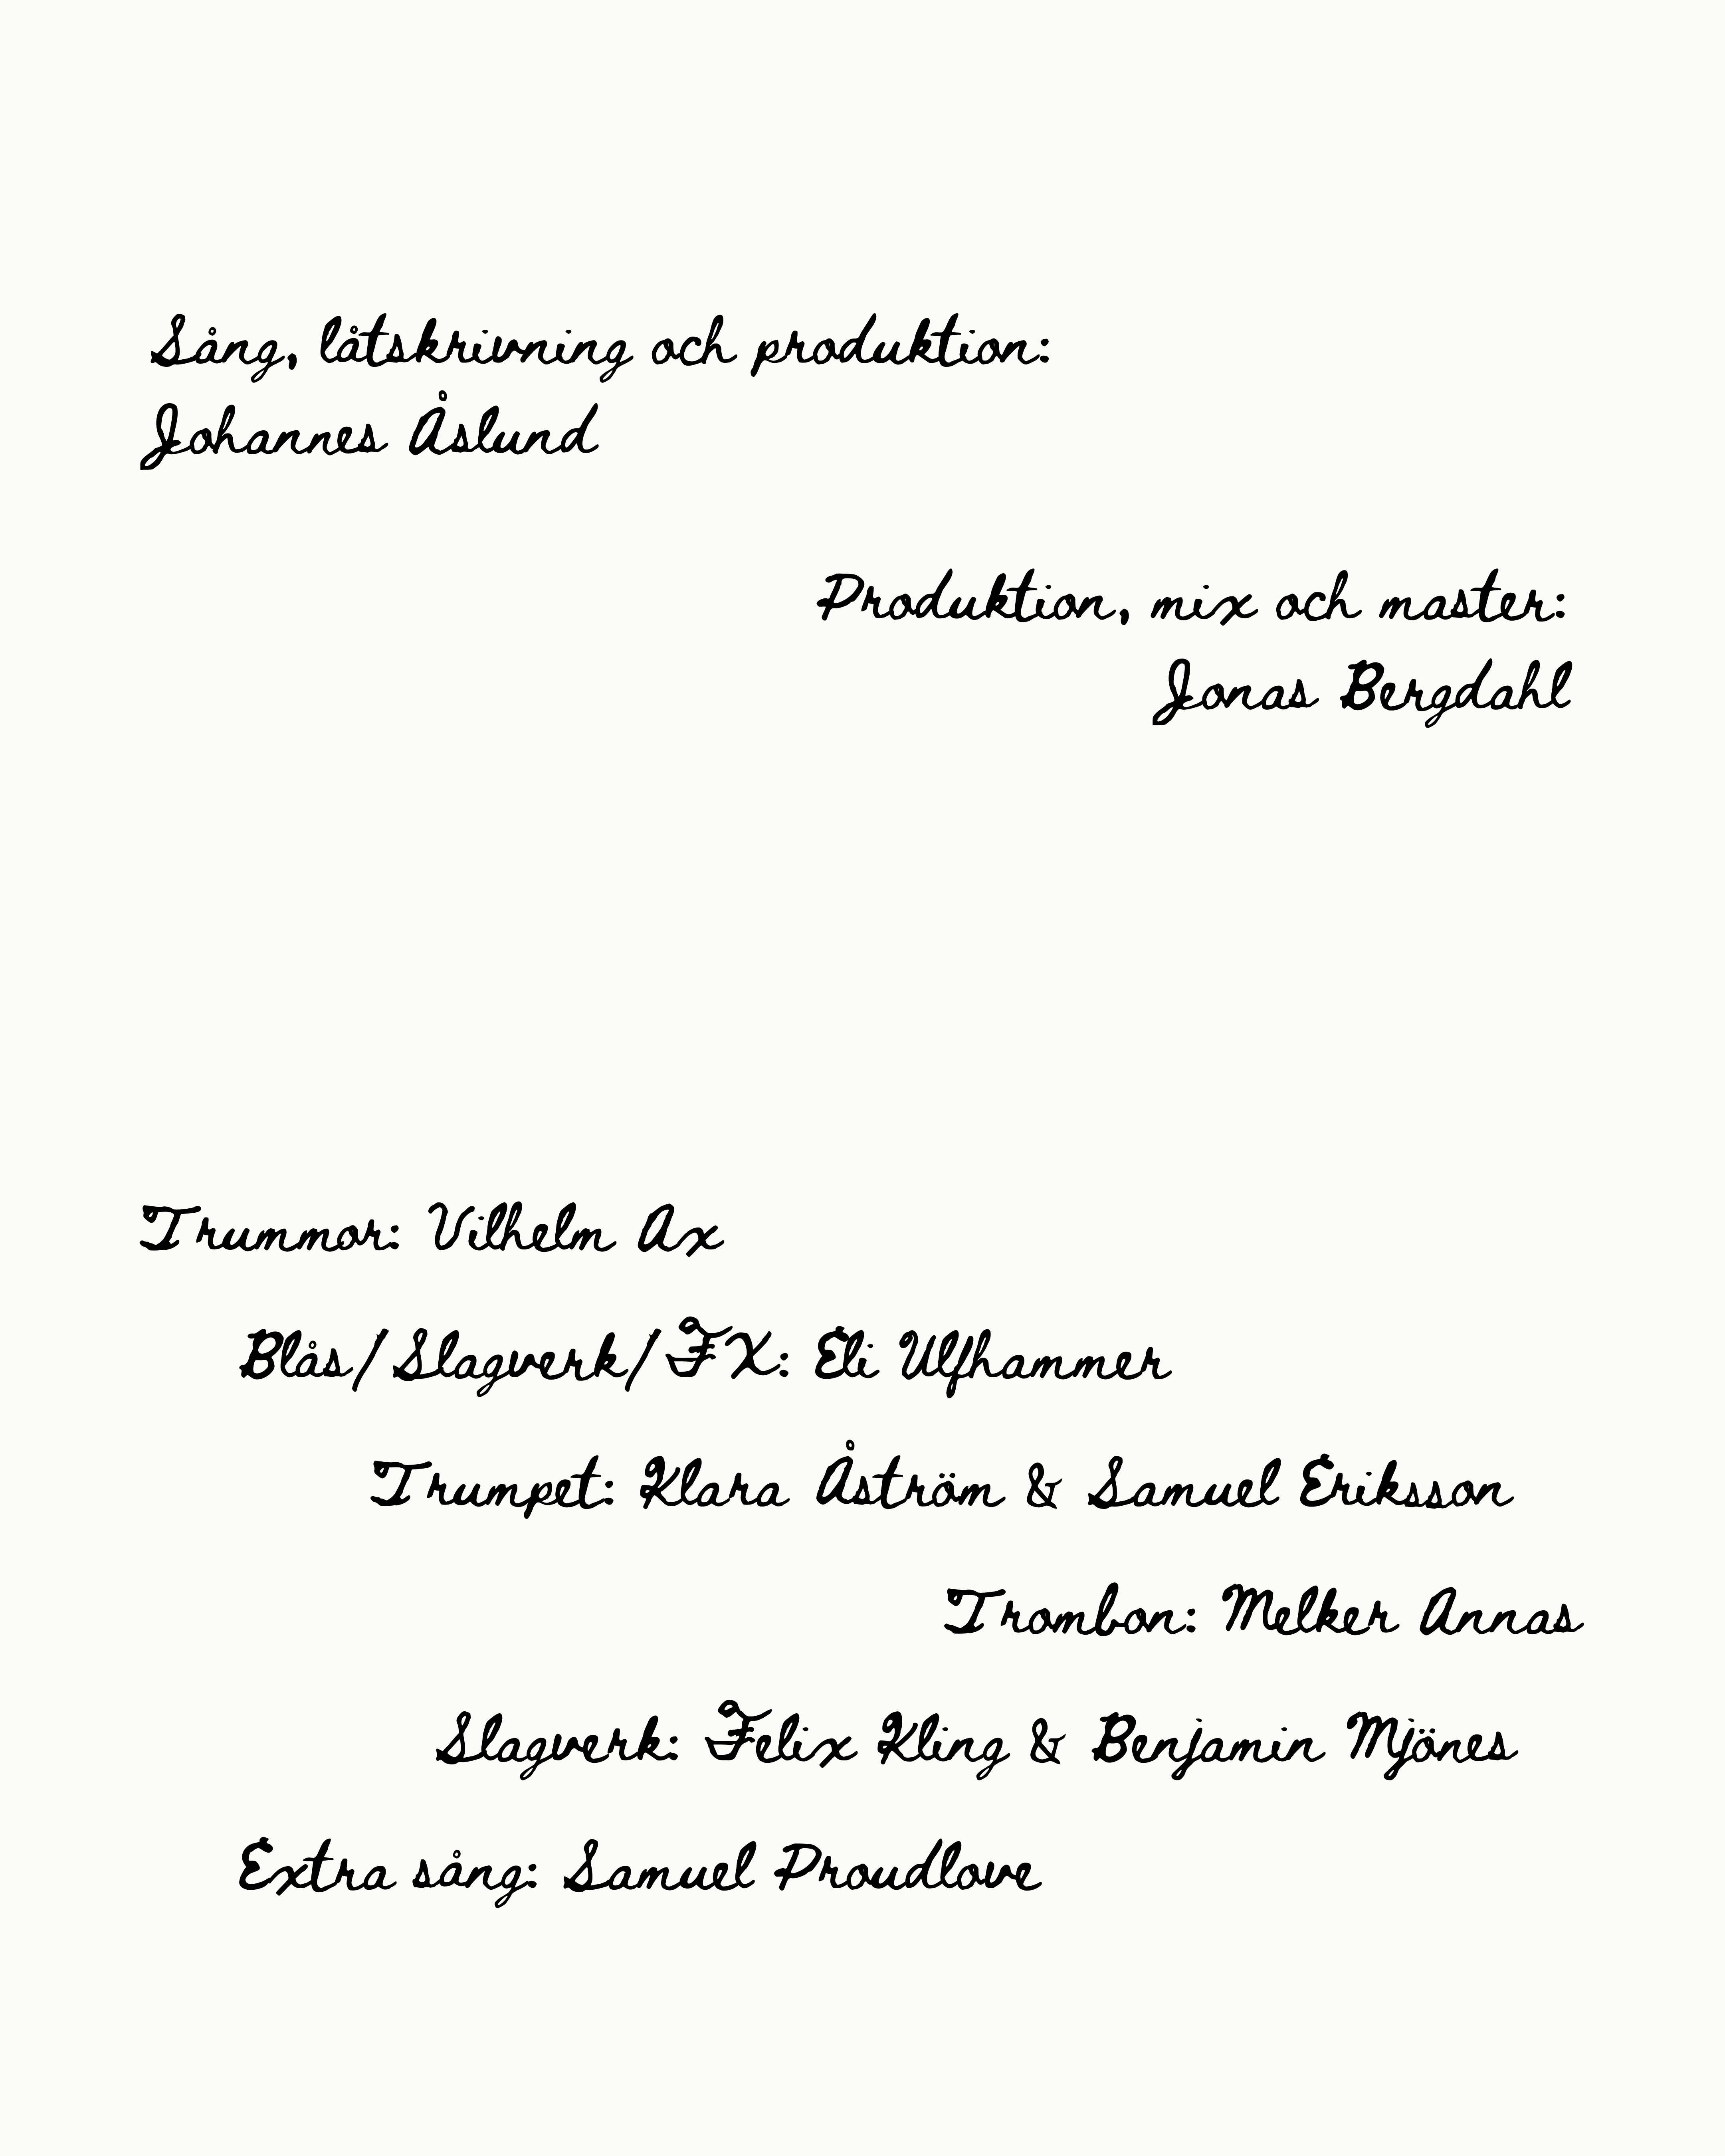 Sång, låtskrivning och produktion:
Johannes Åslund
Produktion, mix och master:
Jonas Bergdahl
Trummor: Vilhelm Ax
Blås/Slagverk/FX: Eli Ulfhammer
Trumpet: Klara Åström & Samuel Eriksson
Trombon: Melker Annas
Slagverk: Felix Kling & Benjamin Mjönes
Extra sång: Samuel Proudlove